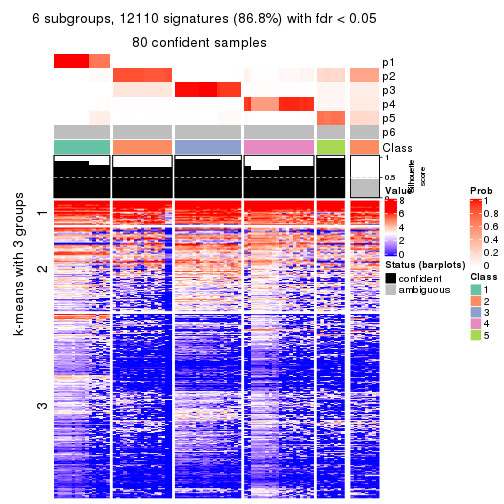 6 subgroups, 12110 signatures (86.8%) with fdr < 0.05
80 confident samples
p1
p2
p3
p4
p5
p6
Class
1
0.5
0
Silhouette
score
k-means with 3 groups
1
2
3
Value
8
6
4
2
0
Status (barplots)
confident
ambiguous
Prob
1
0.8
0.6
0.4
0.2
0
Class
1
2
3
4
5